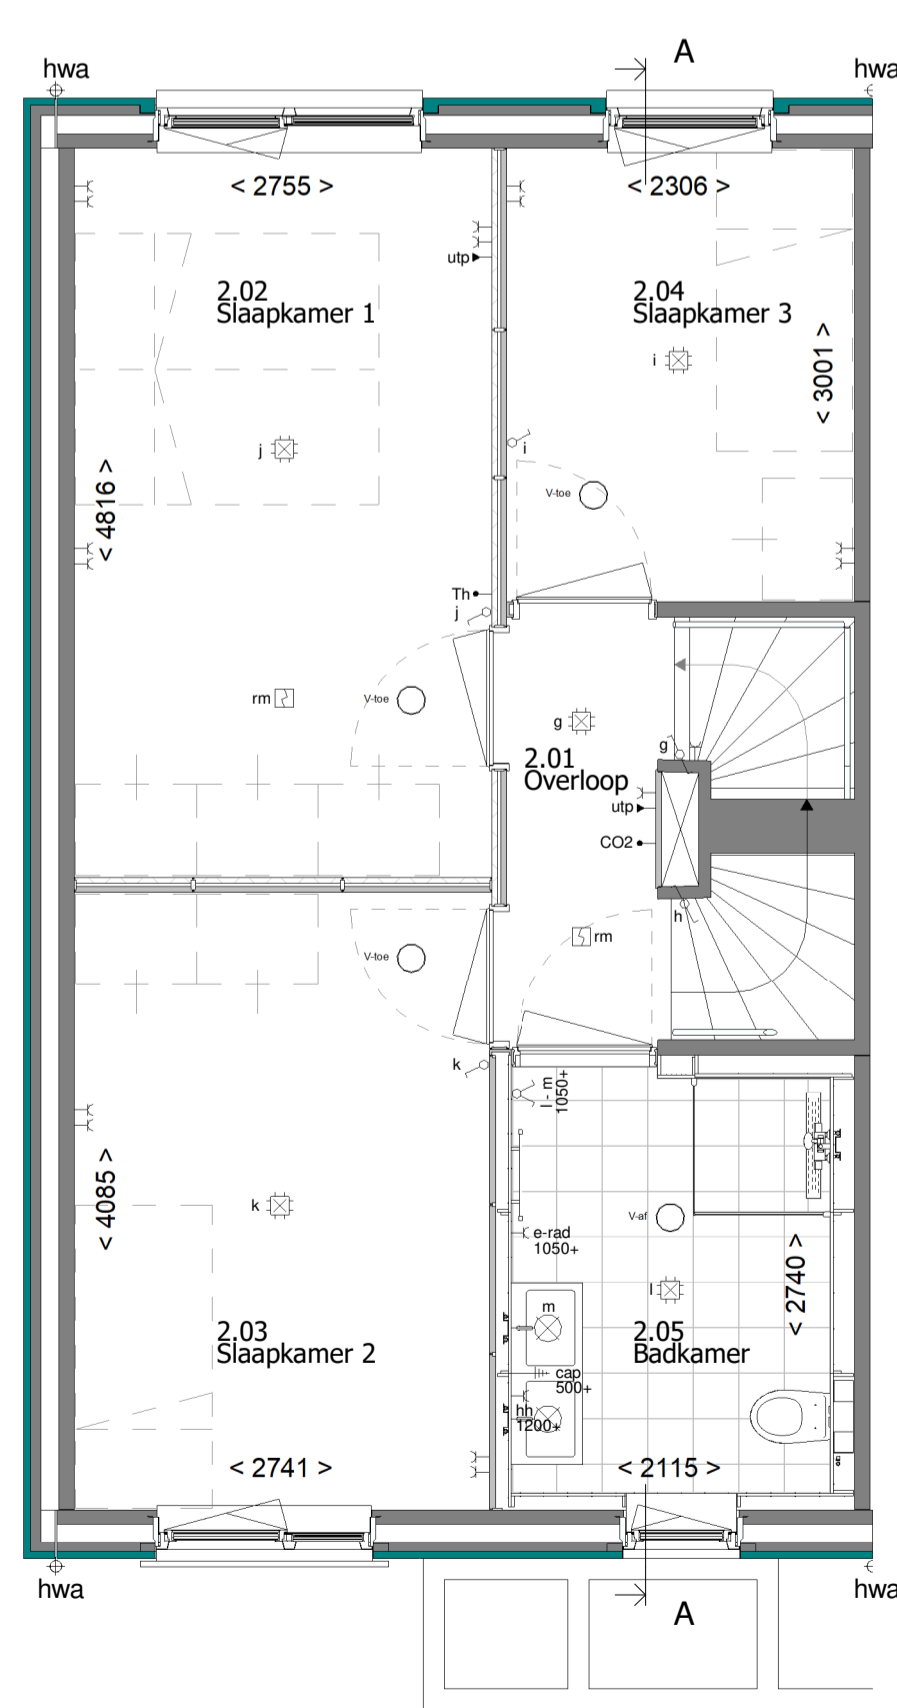 A
hwa
hwa
< 2755 >
< 2306 >
utp
2.02
Slaapkamer 1
2.04
Slaapkamer 3
i
< 3001 >
j
i
< 4816 >
V-toe
Th
j
rm
V-toe
g
g
2.01
Overloop
utp
CO2
h
rm
V-toe
k
l - m
1050+
< 4085 >
k
V-af
e-rad
1050+
< 2740 >
l
m
2.03
Slaapkamer 2
2.05
Badkamer
cap
500+
hh
1200+
< 2741 >
< 2115 >
hwa
hwa
A